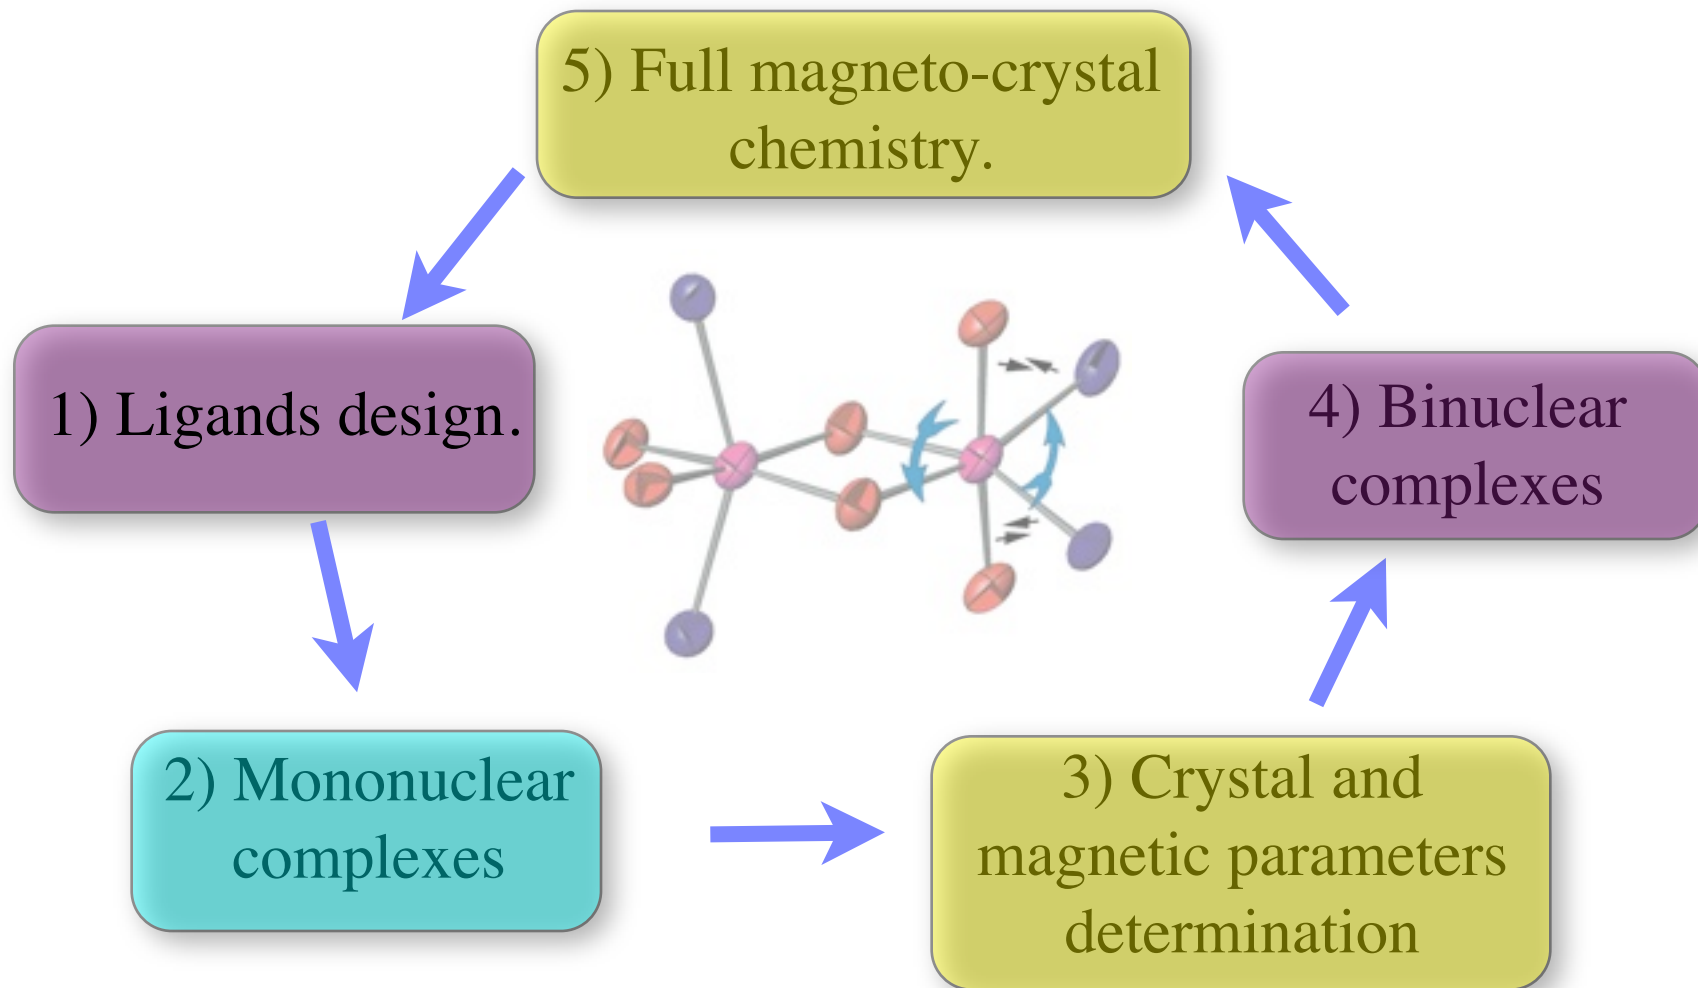 5) Full magneto-crystal
chemistry.
1) Ligands design.
4) Binuclear
complexes
2) Mononuclear
complexes
3) Crystal and
magnetic parameters
determination